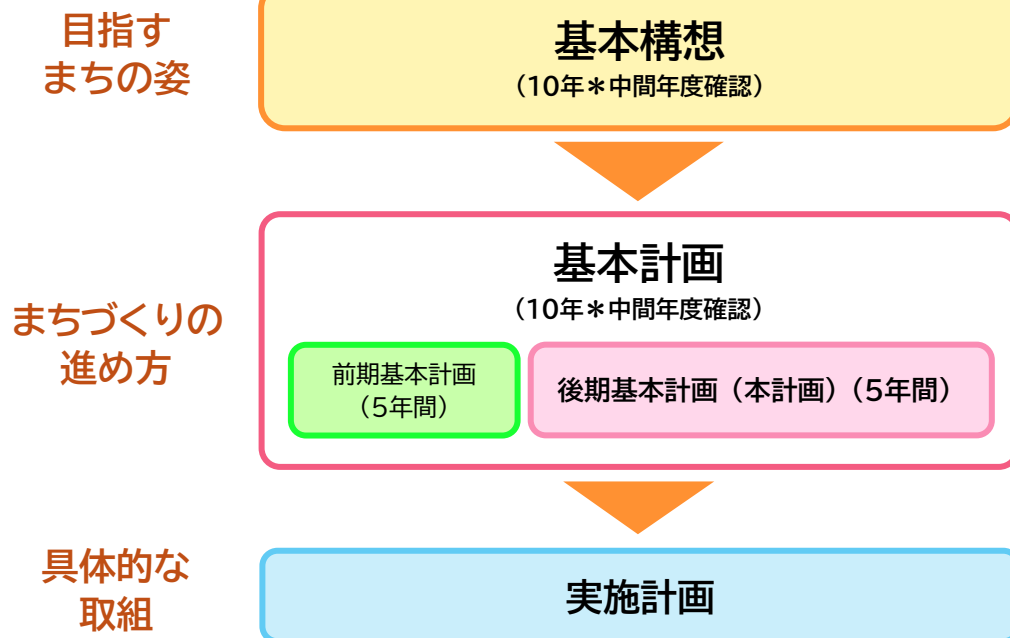 目指す
まちの姿
基本構想
（10年＊中間年度確認）
まちづくりの
進め方
基本計画
（10年＊中間年度確認）
前期基本計画
（5年間）
後期基本計画（本計画）（5年間）
具体的な
取組
実施計画